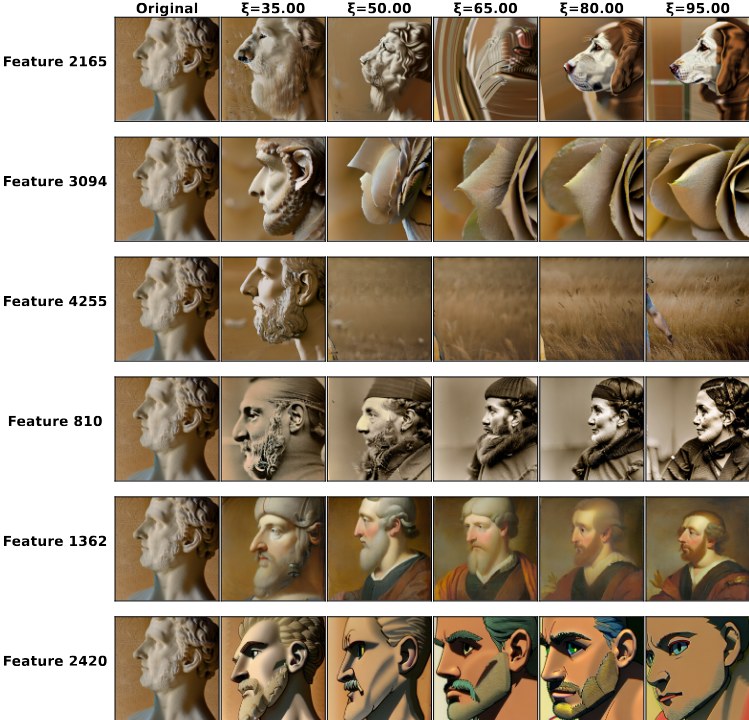 Original ξ=35.00 ξ=50.00 ξ=65.00 ξ=80.00 ξ=95.00
Feature 2165
Feature 3094
Feature 4255
Feature 810
Feature 1362
Feature 2420